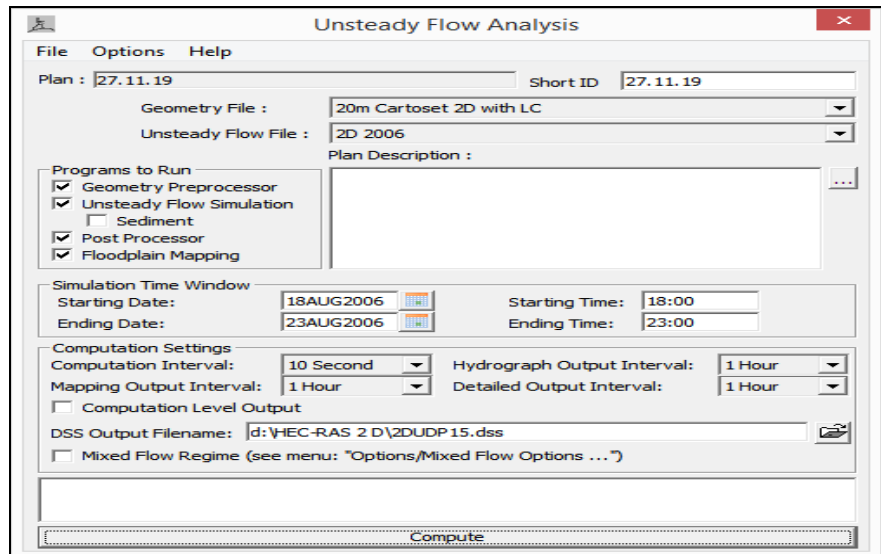 Unsteady Flow Analysis
File Options Help
Plan : 27.11.19 Short ID 27.11.19
Geometry File : 20m Cartoset 2D with LC
Unsteady Flow File : 2D 2006
Plan Description :
Programs to Run
Geometry Preprocessor
Unsteady Flow Simulation
Sediment
Post Processor
Floodplain Mapping
...
Simulation Time Window
Starting Date: 18AUG2006 Starting Time: 18:00
Ending Date: 23AUG2006 Ending Time: 23:00
Computation Settings
Computation Interval: 10 Second Hydrograph Output Interval: 1 Hour
Mapping Output Interval: 1 Hour Detailed Output Interval: 1 Hour
Computation Level Output
DSS Output Filename: d:\HEC-RAS 2 D\2DUDP15.dss
Mixed Flow Regime (see menu: "Options/Mixed Flow Options ...")
Compute